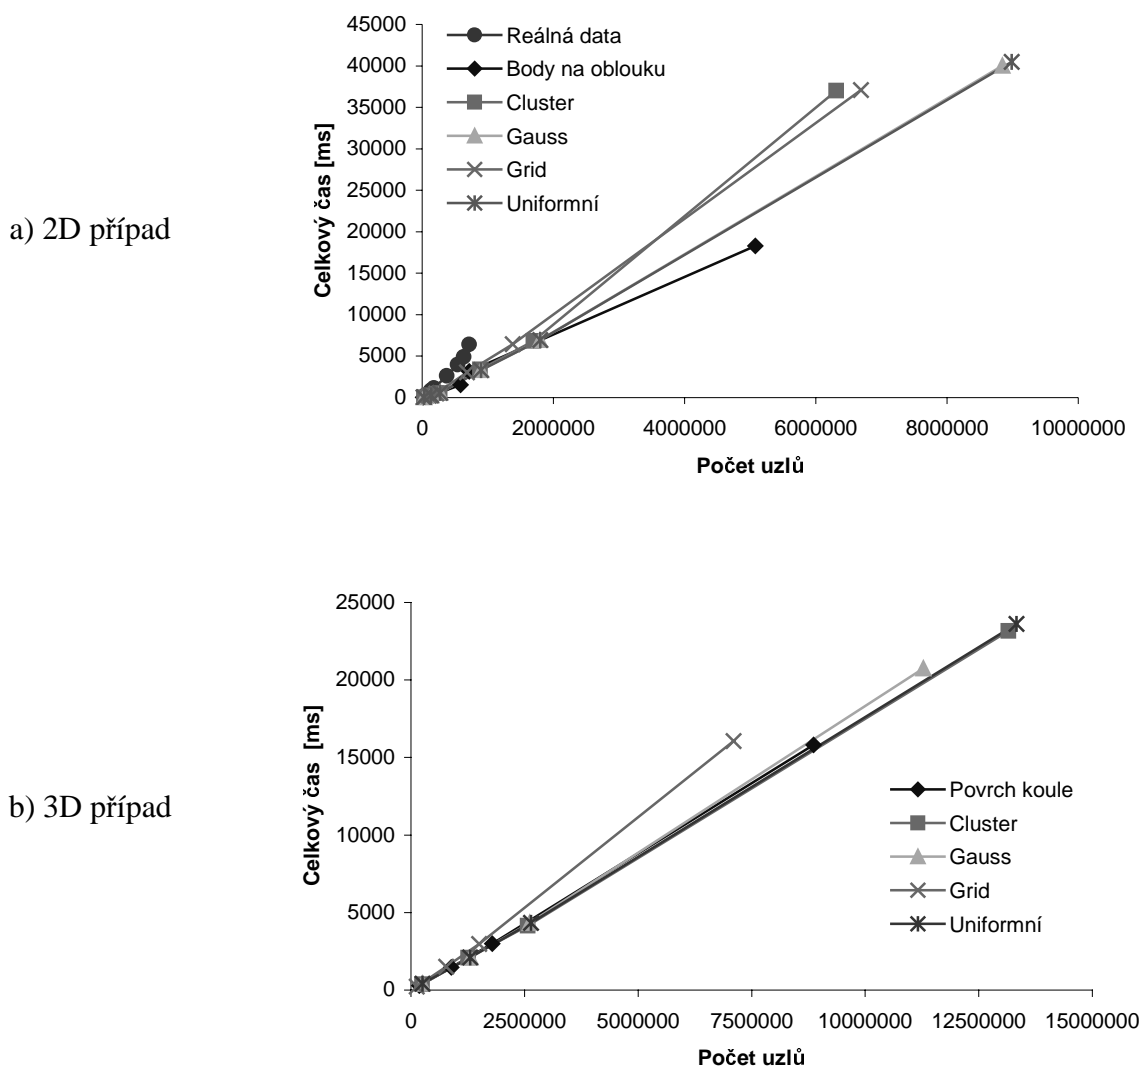 a) 2D případ
Celkový čas [ms]
45000
40000
35000
30000
25000
20000
15000
10000
5000
0
Reálná data
Body na oblouku
Cluster
Gauss
Grid
Uniformní
0 2000000 4000000 6000000 8000000 10000000
Počet uzlů
b) 3D případ
Celkový čas [ms]
25000
20000
15000
10000
5000
0
Povrch koule
Cluster
Gauss
Grid
Uniformní
0 2500000 5000000 7500000 10000000 12500000 15000000
Počet uzlů